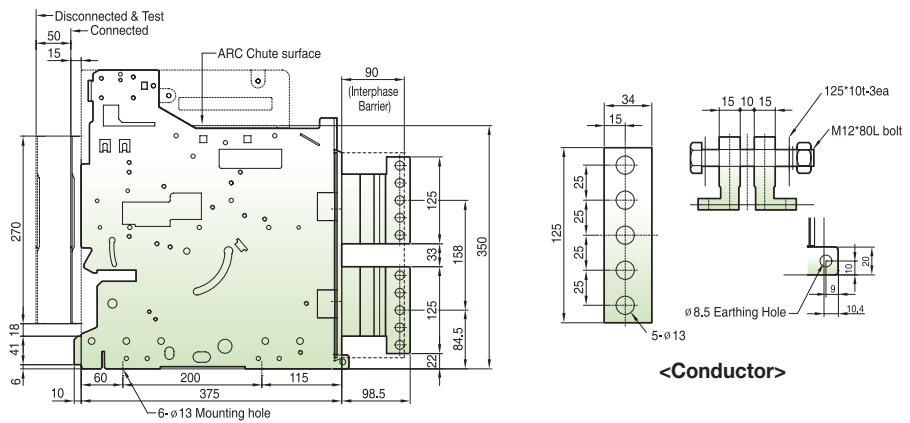 Disconnected & Test
Connected
50
15
ARC Chute surface
90
(Interphase
Barrier)
270
18
41
6
10
60
200
115
375
98.5
6-ø13 Mounting hole
125
33
125
22
158
84.5
350
34
15
125
25
25
25
25
5-ø13
15 10 15
125*10t-3ea
M12*80L bolt
20
10
9
10,4
ø8.5 Earthing Hole
<Conductor>